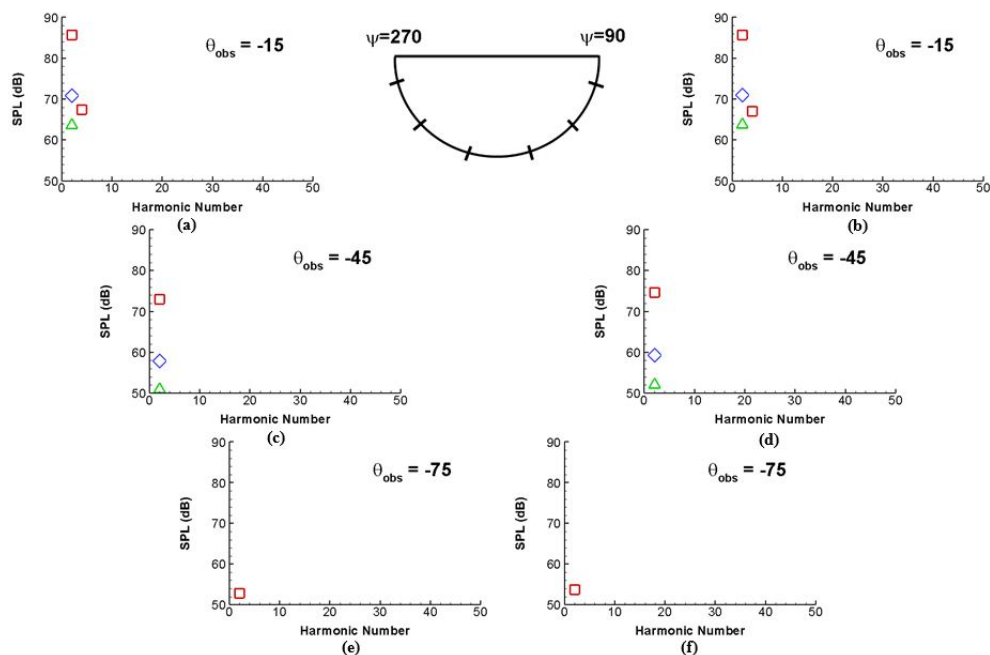 90
80
70
60
50
SPL (dB)
θobs = -15
0 10 20 30 40 50
Harmonic Number
(a)
ψ=270 ψ=90
90
80
70
60
50
SPL (dB)
θobs = -15
0 10 20 30 40 50
Harmonic Number
(b)
90
80
70
60
50
SPL (dB)
θobs = -45
0 10 20 30 40 50
Harmonic Number
(c)
90
80
70
60
50
SPL (dB)
θobs = -45
0 10 20 30 40 50
Harmonic Number
(d)
90
80
70
60
50
SPL (dB)
θobs = -75
0 10 20 30 40 50
Harmonic Number
(e)
90
80
70
60
50
SPL (dB)
θobs = -75
0 10 20 30 40 50
Harmonic Number
(f)